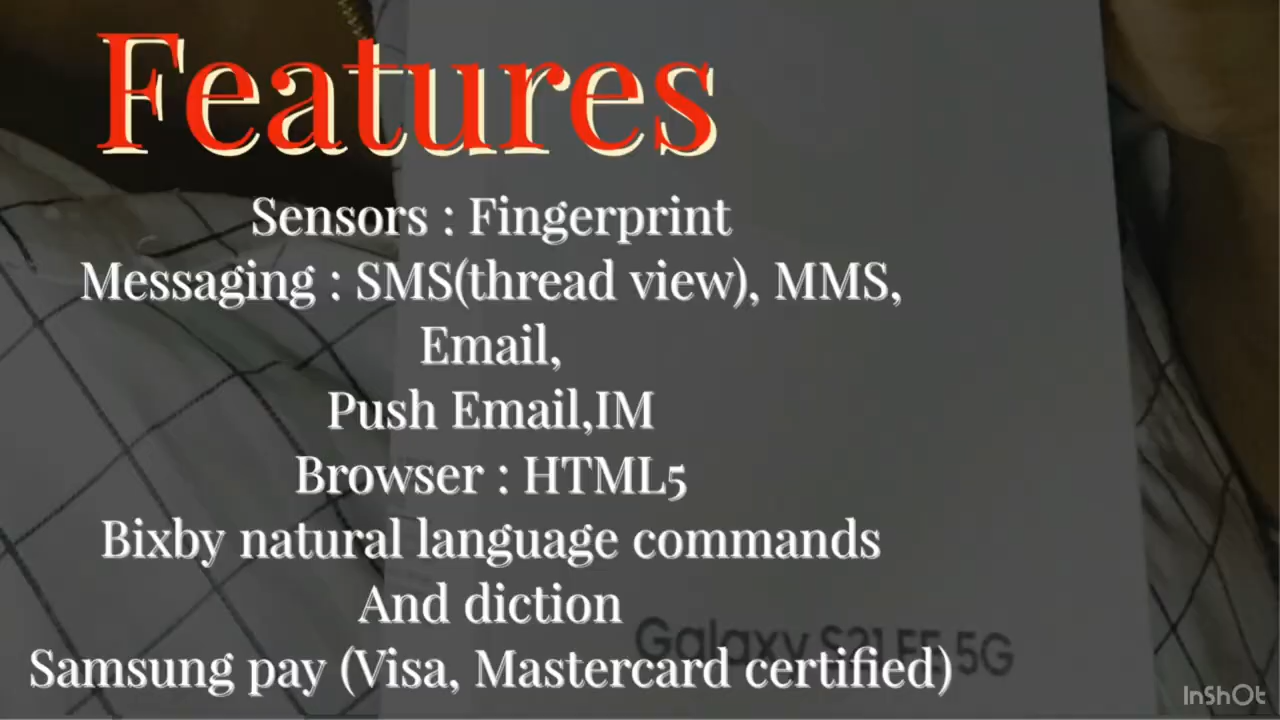 Features
Sensors : Fingerprint
Messaging : SMS(thread view), MMS,
Email,
Push Email,IM
Browser : HTML5
Bixby natural language commands
And diction
Galaxy S21 FE 5G
Samsung pay (Visa, Mastercard certified)
InShOt